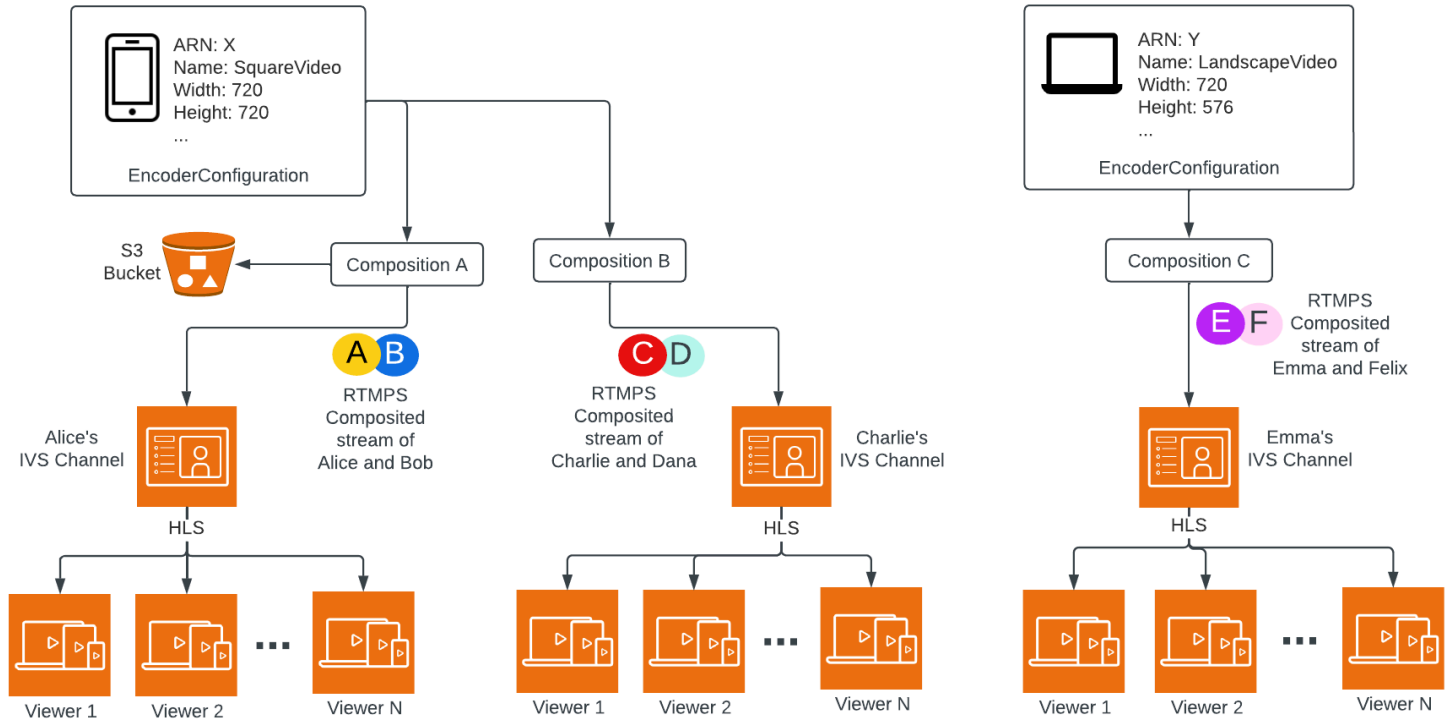 ARN: X
Name: SquareVideo
Width: 720
Height: 720
...
EncoderConfiguration
ARN: Y
Name: LandscapeVideo
Width: 720
Height: 576
...
EncoderConfiguration
S3
Bucket
Composition A
Composition B
Composition C
A B
RTMPS
Composited
stream of
Alice and Bob
C D
RTMPS
Composited
stream of
Charlie and Dana
E F
RTMPS
Composited
stream of
Emma and Felix
Alice's
IVS Channel
Charlie's
IVS Channel
Emma's
IVS Channel
HLS
HLS
HLS
...
...
...
Viewer 1
Viewer 2
Viewer N
Viewer 1
Viewer 2
Viewer N
Viewer 1
Viewer 2
Viewer N